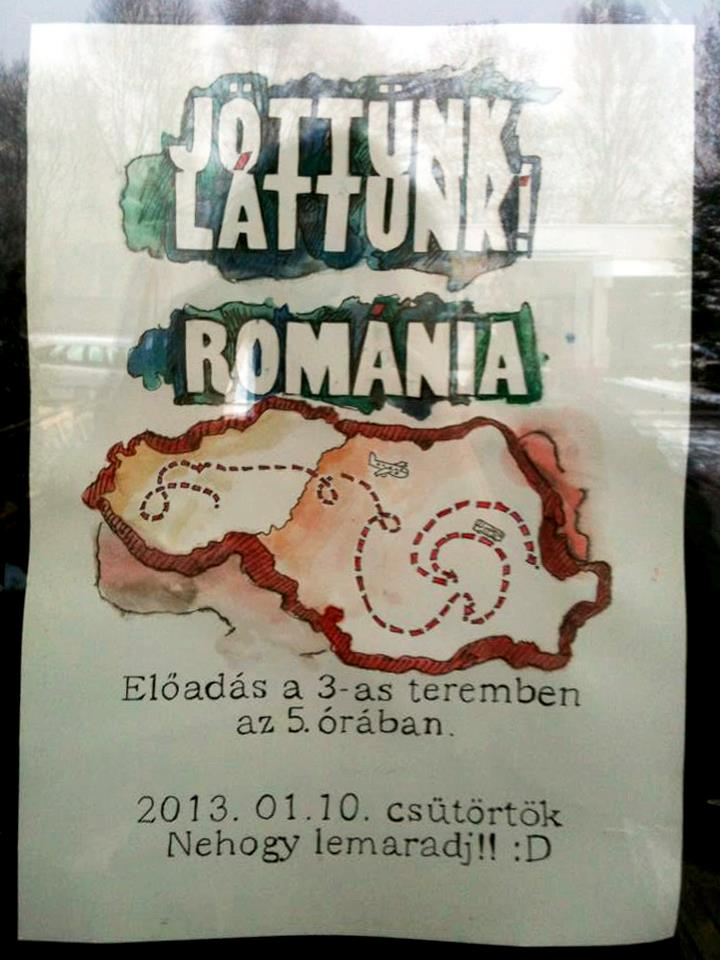 JÖTTÜNK,
LÁTTUNK!
ROMÁNIA
Előadás a 3-as teremben
az 5. órában.
2013. 01.10. csütörtök
Nehogy lemaradj!! :D